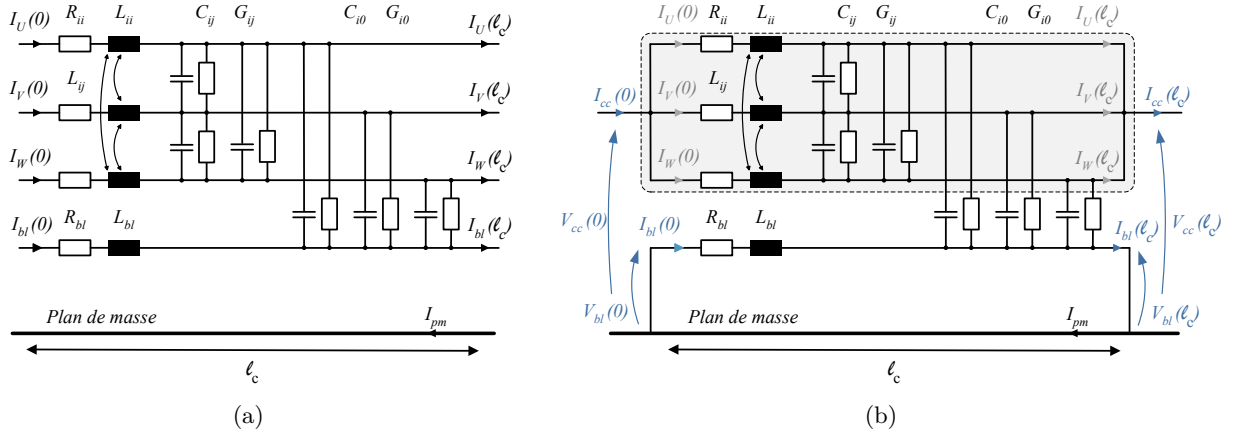 I_U(0) R_ii L_ii C_ij G_ij C_i0 G_i0 I_U(ℓ_c)
I_V(0) L_ij I_V(ℓ_c)
I_W(0) I_W(ℓ_c)
I_bl(0) R_bl L_bl I_bl(ℓ_c)
Plan de masse I_pm
ℓ_c
(a)
I_U(0) R_ii L_ii C_ij G_ij C_i0 G_i0 I_U(ℓ_c)
I_cc(0) I_V(0) L_ij I_V(ℓ_c) I_cc(ℓ_c)
I_W(0) I_W(ℓ_c)
V_cc(0) I_bl(0) R_bl L_bl I_bl(ℓ_c) V_cc(ℓ_c)
V_bl(0) Plan de masse I_pm V_bl(ℓ_c)
ℓ_c
(b)